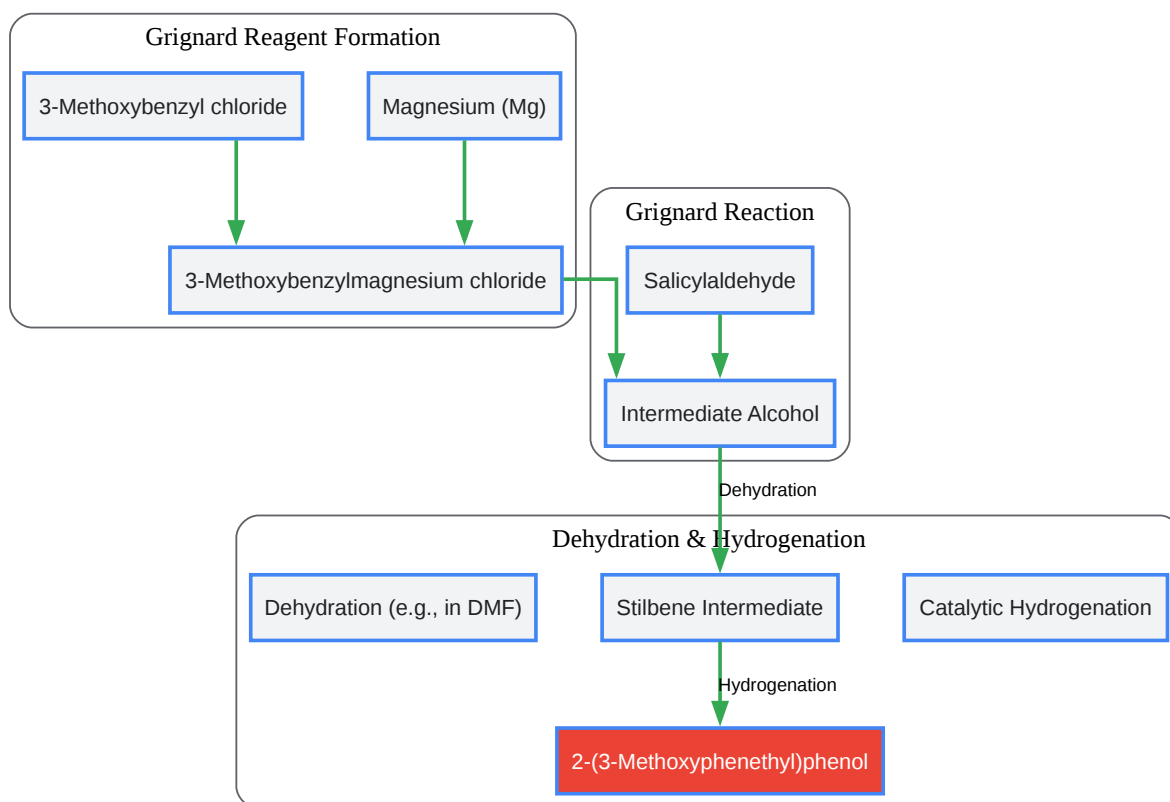 Grignard Reagent Formation
3-Methoxybenzyl chloride
Magnesium (Mg)
3-Methoxybenzylmagnesium chloride
Grignard Reaction
Salicylaldehyde
Intermediate Alcohol
Dehydration
Dehydration & Hydrogenation
Dehydration (e.g., in DMF)
Stilbene Intermediate
Catalytic Hydrogenation
Hydrogenation
2-(3-Methoxyphenethyl)phenol